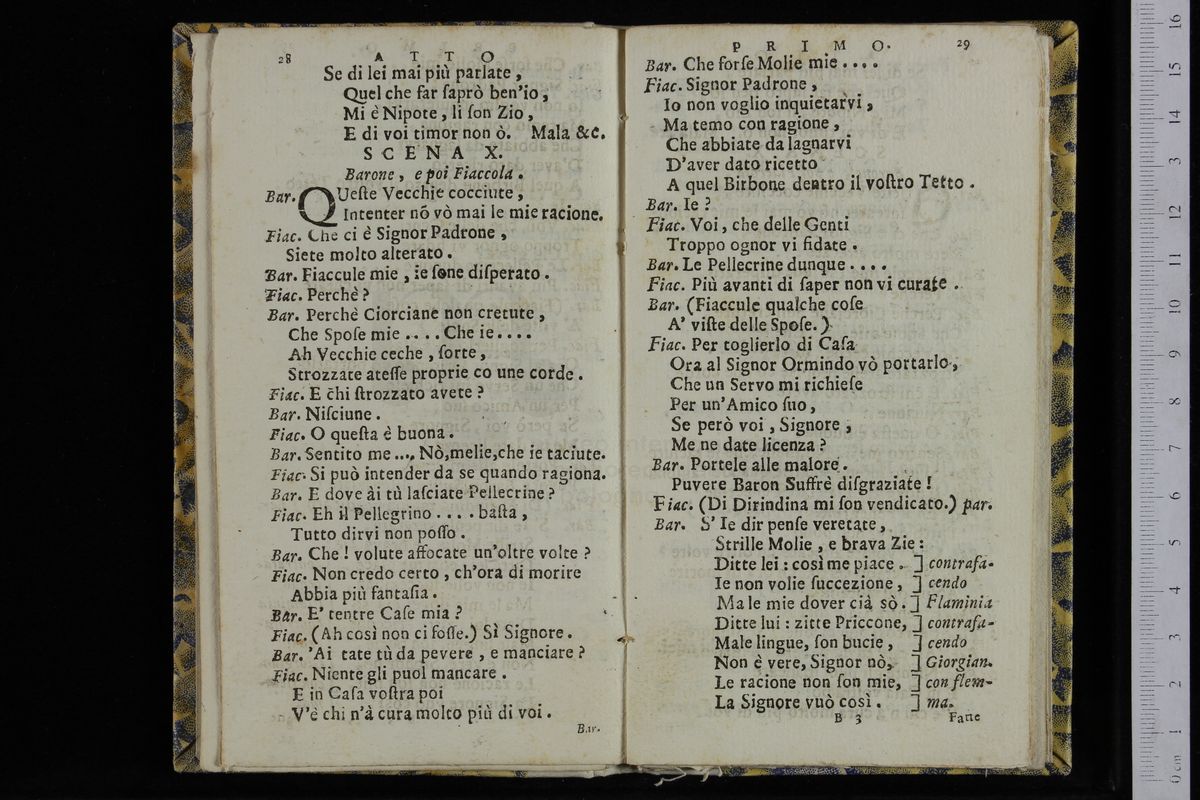 28 ATTO
Se di lei mai più parlate ,
Quel che far ſaprò ben'io ,
Mi è Nipote , li ſon Zio ,
E di voi timor non ò. Mala &c.
SCENA X.
Barone , e poi Fiaccola .
Bar. QUeſte Vecchie cocciute ,
Intenter nõ vò mai le mie racione.
Fiac. Che ci è Signor Padrone ,
Siete molto alterato .
Bar. Fiaccule mie , ie ſone diſperato .
Fiac. Perchè ?
Bar. Perchè Ciorciane non cretute ,
Che Spoſe mie .... Che ie ....
Ah Vecchie ceche , ſorte ,
Strozzate ateſſe proprie co une corde .
Fiac. E chi ſtrozzato avete ?
Bar. Niſciune .
Fiac. O queſta è buona .
Bar. Sentito me .... Nò,melie,che ie taciute.
Fiac. Si può intender da se quando ragiona.
Bar. E dove ài tù laſciate Pellecrine ?
Fiac. Eh il Pellegrino .... baſta ,
Tutto dirvi non poſſo .
Bar. Che ! volute affocate un'oltre volte ?
Fiac. Non credo certo , ch'ora di morire
Abbia più fantaſia .
Bar. E' tentre Caſe mia ?
Fiac. (Ah così non ci foſſe.) Sì Signore .
Bar. 'Ai tate tù da pevere , e manciare ?
Fiac. Niente gli puol mancare .
E in Caſa voſtra poi
V'è chi n'à cura molto più di voi .
Bar.
PRIMO. 29
Bar. Che forſe Molie mie ....
Fiac. Signor Padrone ,
Io non voglio inquietarvi ,
Ma temo con ragione ,
Che abbiate da lagnarvi
D'aver dato ricetto
A quel Birbone dentro il voſtro Tetto .
Bar. Ie ?
Fiac. Voi , che delle Genti
Troppo ognor vi fidate .
Bar. Le Pellecrine dunque ....
Fiac. Più avanti di ſaper non vi curate .
Bar. (Fiaccule qualche coſe
A' viſte delle Spoſe.)
Fiac. Per toglierlo di Caſa
Ora al Signor Ormindo vò portarlo ,
Che un Servo mi richieſe
Per un'Amico ſuo ,
Se però voi , Signore ,
Me ne date licenza ?
Bar. Portele alle malore .
Puvere Baron Suffrè diſgraziate !
Fiac. (Di Dirindina mi ſon vendicato.) par.
Bar. S' Ie dir penſe veretate ,
Strille Molie , e brava Zie :
Ditte lei : così me piace . ] contrafa-
Ie non volie ſuccezione , ] cendo
Ma le mie dover cià sò . ] Flaminia
Ditte lui : zitte Priccone, ] contrafa-
Male lingue, ſon bucie , ] cendo
Non è vere, Signor nò, ] Giorgian.
Le racione non ſon mie, ] con flem-
La Signore vuò così . ] ma.
B 3 Fatte